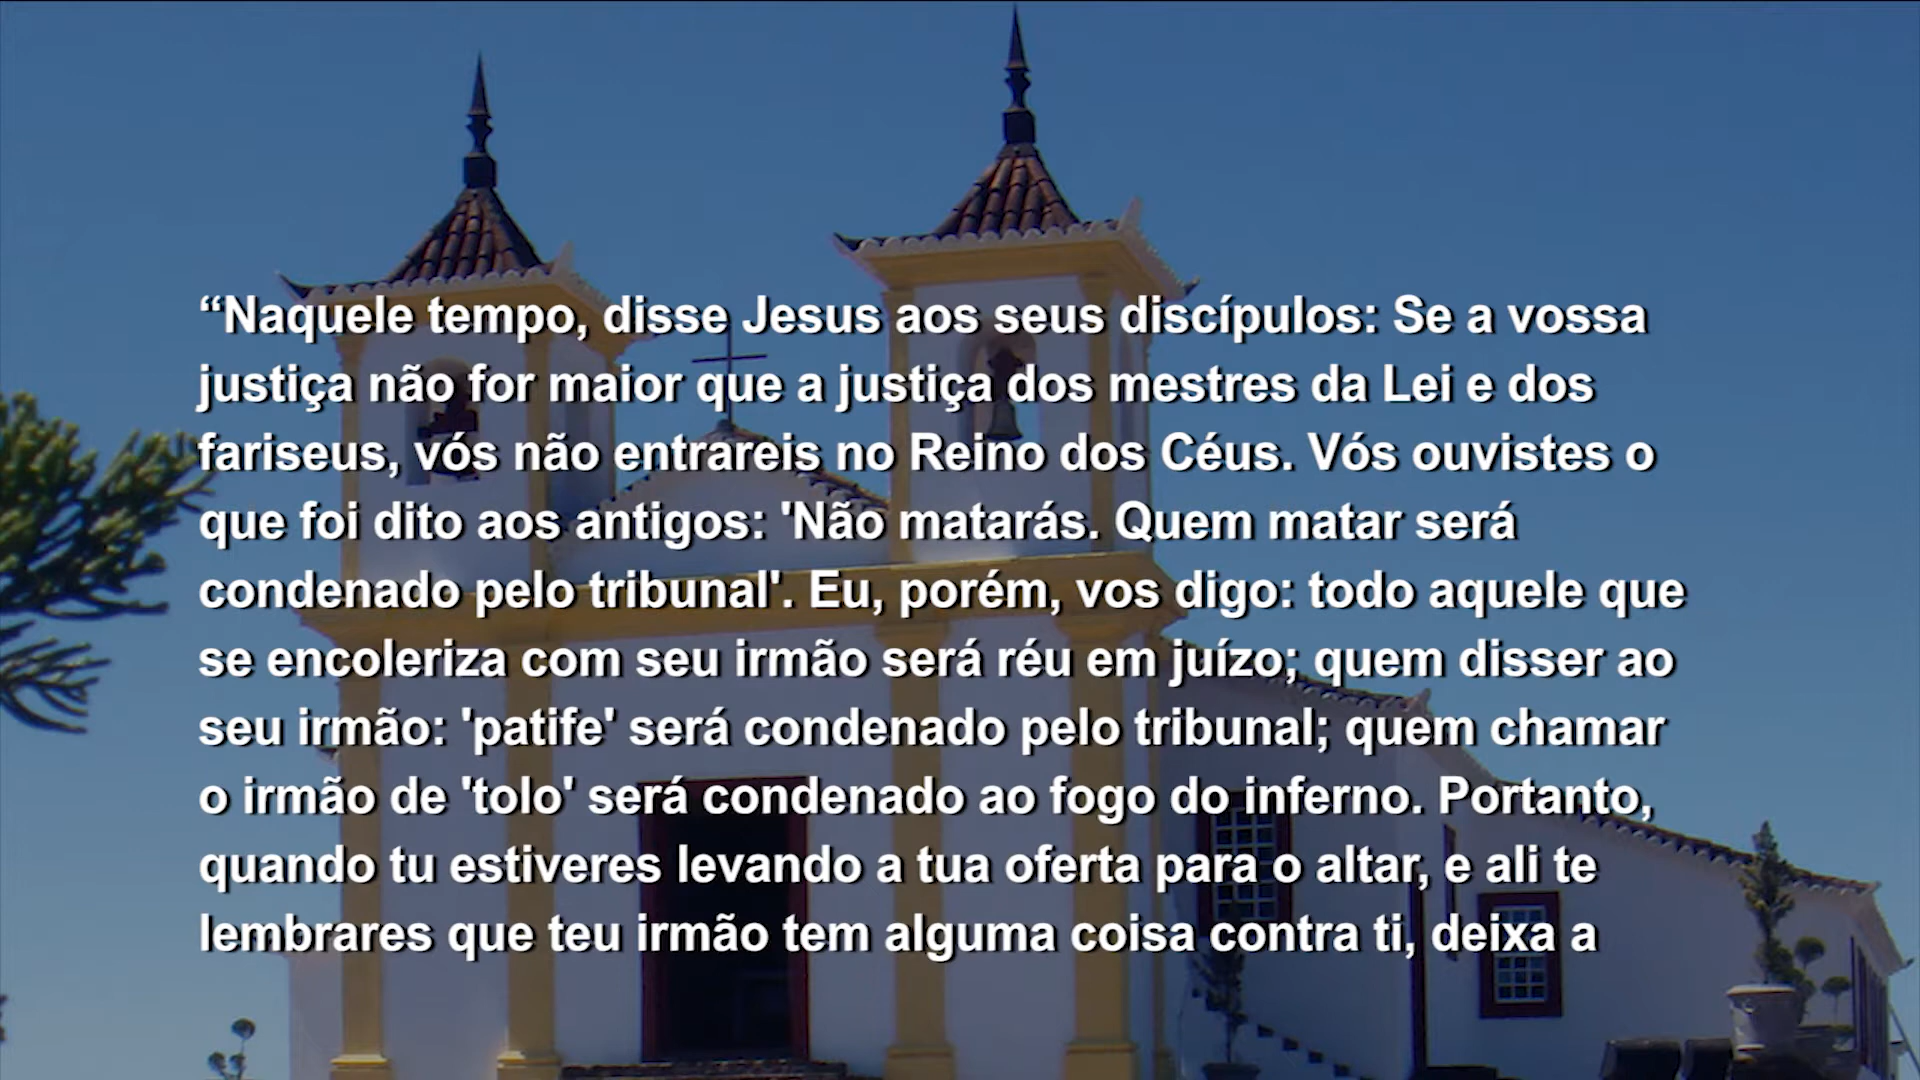 “Naquele tempo, disse Jesus aos seus discípulos: Se a vossa
justiça não for maior que a justiça dos mestres da Lei e dos
fariseus, vós não entrareis no Reino dos Céus. Vós ouvistes o
que foi dito aos antigos: 'Não matarás. Quem matar será
condenado pelo tribunal'. Eu, porém, vos digo: todo aquele que
se encoleriza com seu irmão será réu em juízo; quem disser ao
seu irmão: 'patife' será condenado pelo tribunal; quem chamar
o irmão de 'tolo' será condenado ao fogo do inferno. Portanto,
quando tu estiveres levando a tua oferta para o altar, e ali te
lembrares que teu irmão tem alguma coisa contra ti, deixa a